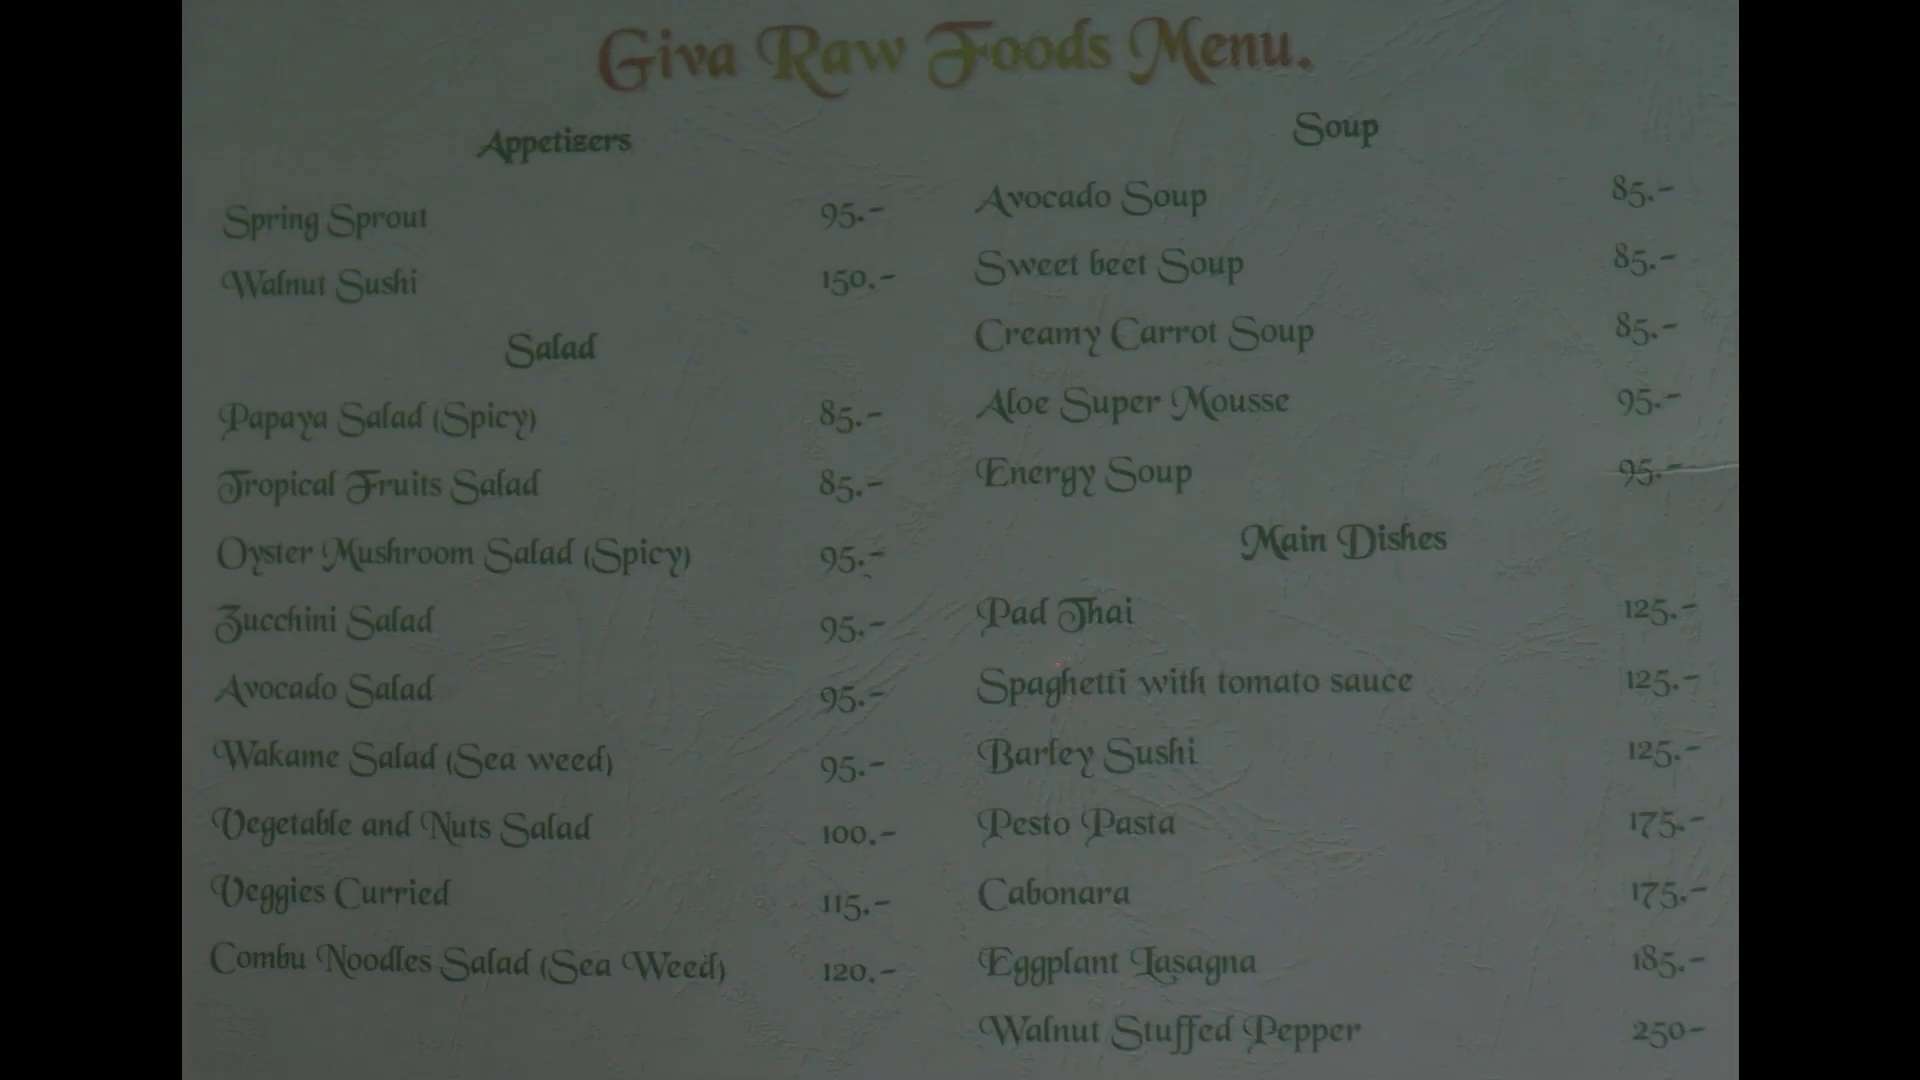 Giva Raw Foods Menu.
Appetizers
Spring Sprout 95.-
Walnut Sushi 150.-
Salad
Papaya Salad (Spicy) 85.-
Tropical Fruits Salad 85.-
Oyster Mushroom Salad (Spicy) 95.-
Zucchini Salad 95.-
Avocado Salad 95.-
Wakame Salad (Sea weed) 95.-
Vegetable and Nuts Salad 100.-
Veggies Curried 115.-
Combu Noodles Salad (Sea Weed) 120.-
Soup
Avocado Soup 85.-
Sweet beet Soup 85.-
Creamy Carrot Soup 85.-
Aloe Super Mousse 95.-
Energy Soup 95.-
Main Dishes
Pad Thai 125.-
Spaghetti with tomato sauce 125.-
Barley Sushi 125.-
Pesto Pasta 175.-
Cabonara 175.-
Eggplant Lasagna 185.-
Walnut Stuffed Pepper 250-